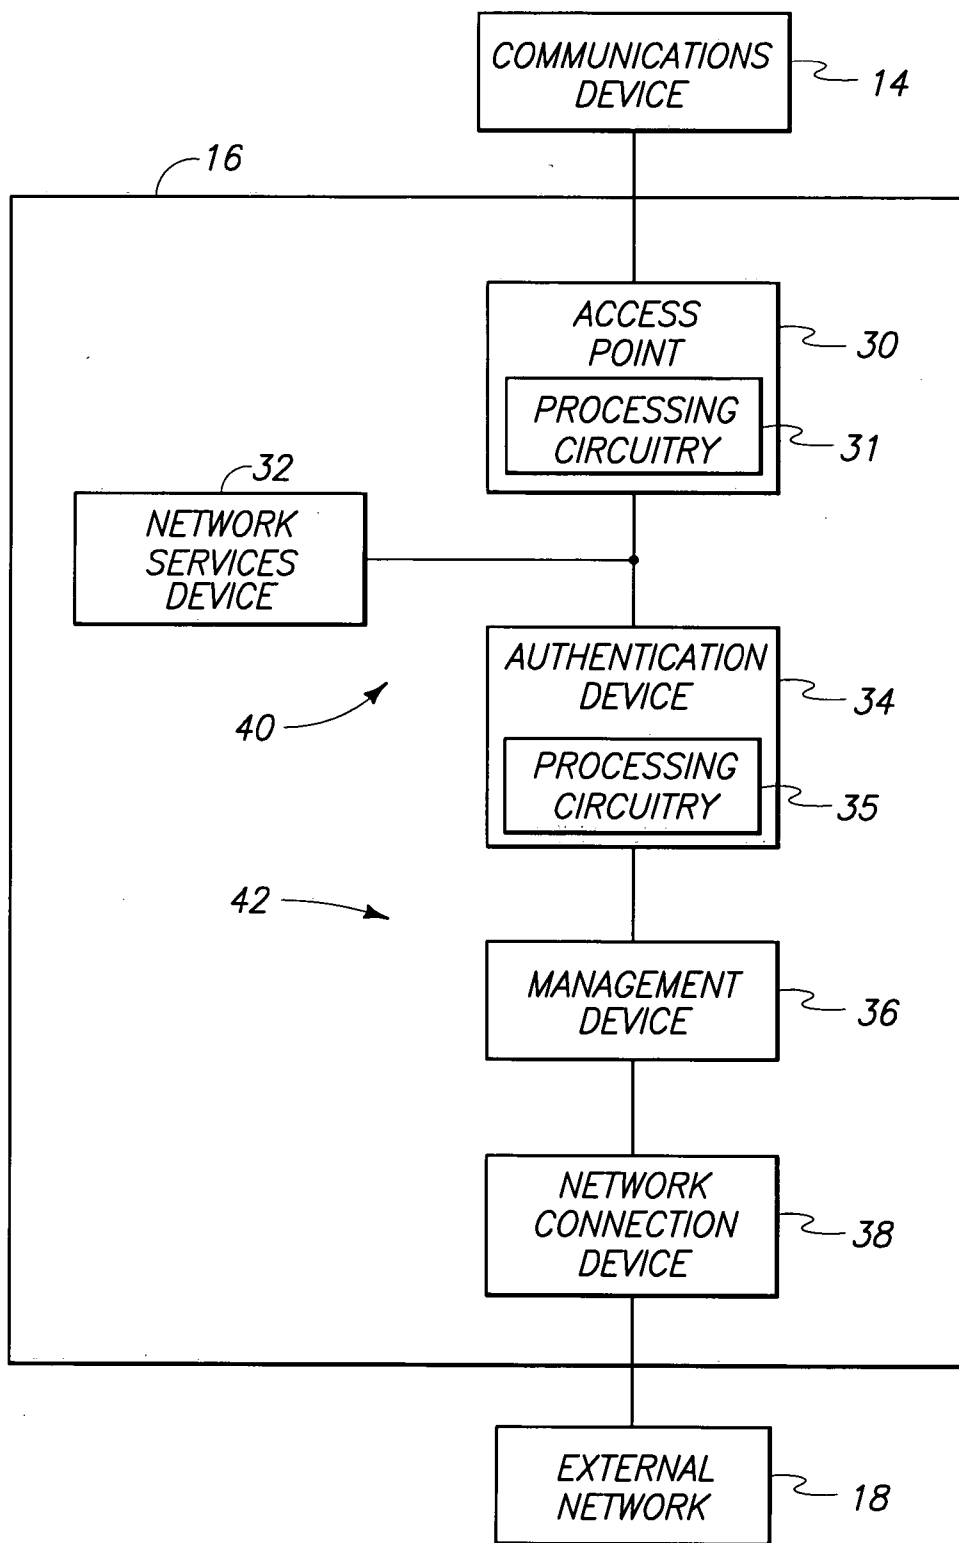 COMMUNICATIONS
DEVICE
14
16
ACCESS
POINT
30
PROCESSING
CIRCUITRY
31
32
NETWORK
SERVICES
DEVICE
AUTHENTICATION
DEVICE
34
40
PROCESSING
CIRCUITRY
35
42
MANAGEMENT
DEVICE
36
NETWORK
CONNECTION
DEVICE
38
EXTERNAL
NETWORK
18